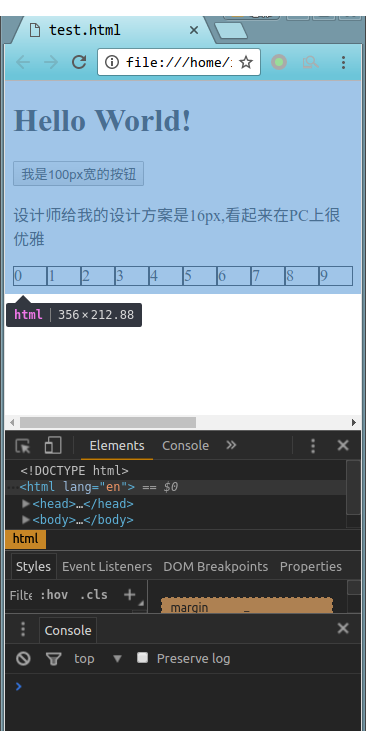 test.html
file:///home/
Hello World!
我是100px宽的按钮
设计师给我的设计方案是16px,看起来在PC上很
优雅
0 1 2 3 4 5 6 7 8 9
html 356×212.88
Elements Console »
<!DOCTYPE html>
<html lang="en"> == $0
<head>…</head>
<body>…</body>
html
Styles Event Listeners DOM Breakpoints Properties
Filte :hov .cls +
margin –
Console
top Preserve log